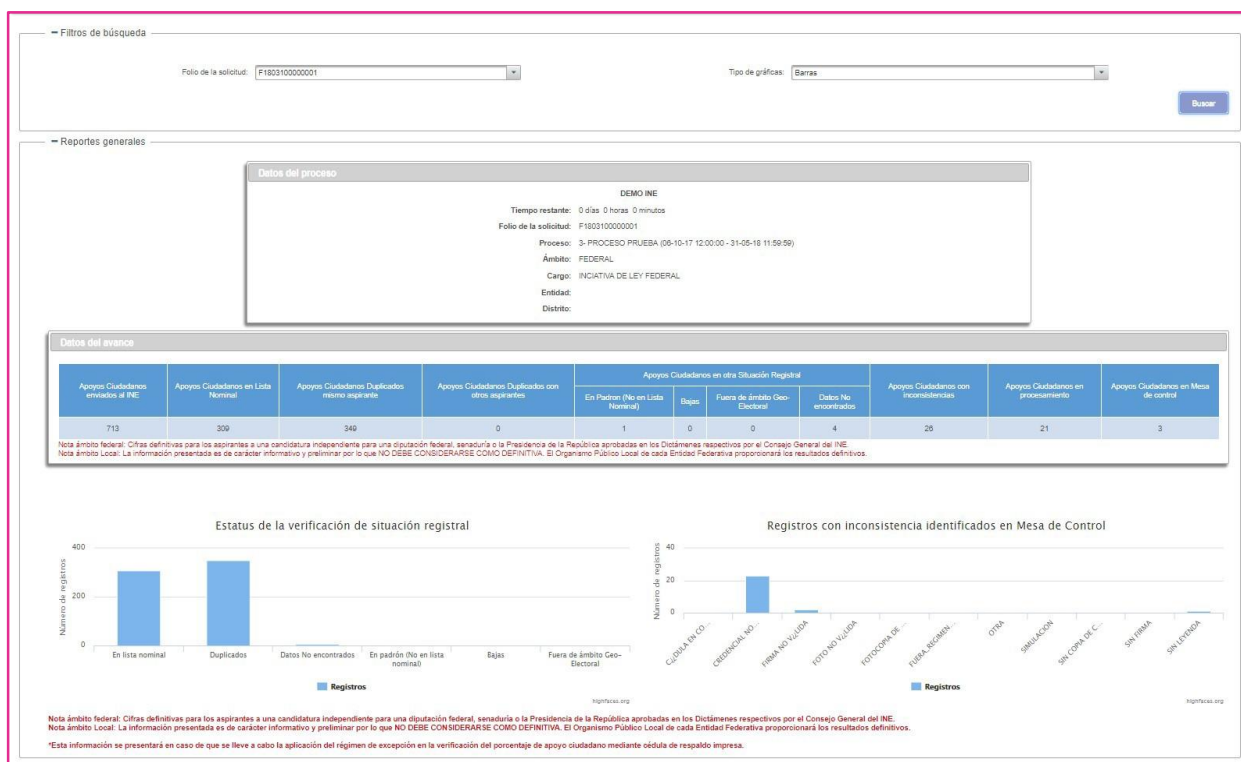 Filtros de búsqueda
Folio de la solicitud: F1803100000001
Tipo de gráficas: Barras
Buscar
Reportes generales
Datos del proceso
DEMO INE
Tiempo restante: 0 días 0 horas 0 minutos
Folio de la solicitud: F1803100000001
Proceso: 3- PROCESO PRUEBA (06-10-17 12:00:00 - 31-05-18 11:59:59)
Ámbito: FEDERAL
Cargo: INCIATIVA DE LEY FEDERAL
Entidad:
Distrito:
Datos del avance
Apoyos Ciudadanos enviados al INE
Apoyos Ciudadanos en Lista Nominal
Apoyos Ciudadanos Duplicados mismo aspirante
Apoyos Ciudadanos Duplicados con otros aspirantes
Apoyos Ciudadanos en otra Situación Registral
En Padron (No en Lista Nominal)
Bajas
Fuera de ámbito Geo-Electoral
Datos No encontrados
Apoyos Ciudadanos con inconsistencias
Apoyos Ciudadanos en procesamiento
Apoyos Ciudadanos en Mesa de control
713 309 349 0 1 0 0 4 26 21 3
Nota ámbito federal: Cifras definitivas para los aspirantes a una candidatura independiente para una diputación federal, senaduría o la Presidencia de la República aprobadas en los Dictámenes respectivos por el Consejo General del INE.
Nota ámbito Local: La información presentada es de carácter informativo y preliminar por lo que NO DEBE CONSIDERARSE COMO DEFINITIVA. El Organismo Público Local de cada Entidad Federativa proporcionará los resultados definitivos.
Estatus de la verificación de situación registral
Número de registros
400
200
0
En lista nominal
Duplicados
Datos No encontrados
En padrón (No en lista nominal)
Bajas
Fuera de ámbito Geo-Electoral
Registros
highfacas.org
Registros con inconsistencia identificados en Mesa de Control
Número de registros
40
20
0
C¿DULA EN CO...
CREDENCIAL NO...
FIRMA NO V¿LIDA
FOTO NO V¿LIDA
FOTOCOPIA DE ...
FUERA_REGIMEN...
OTRA
SIMULACION
SIN COPIA DE C...
SIN FIRMA
SIN LEYENDA
Registros
highfacas.org
Nota ámbito federal: Cifras definitivas para los aspirantes a una candidatura independiente para una diputación federal, senaduría o la Presidencia de la República aprobadas en los Dictámenes respectivos por el Consejo General del INE.
Nota ámbito Local: La información presentada es de carácter informativo y preliminar por lo que NO DEBE CONSIDERARSE COMO DEFINITIVA. El Organismo Público Local de cada Entidad Federativa proporcionará los resultados definitivos.
*Esta información se presentará en caso de que se lleve a cabo la aplicación del régimen de excepción en la verificación del porcentaje de apoyo ciudadano mediante cédula de respaldo impresa.